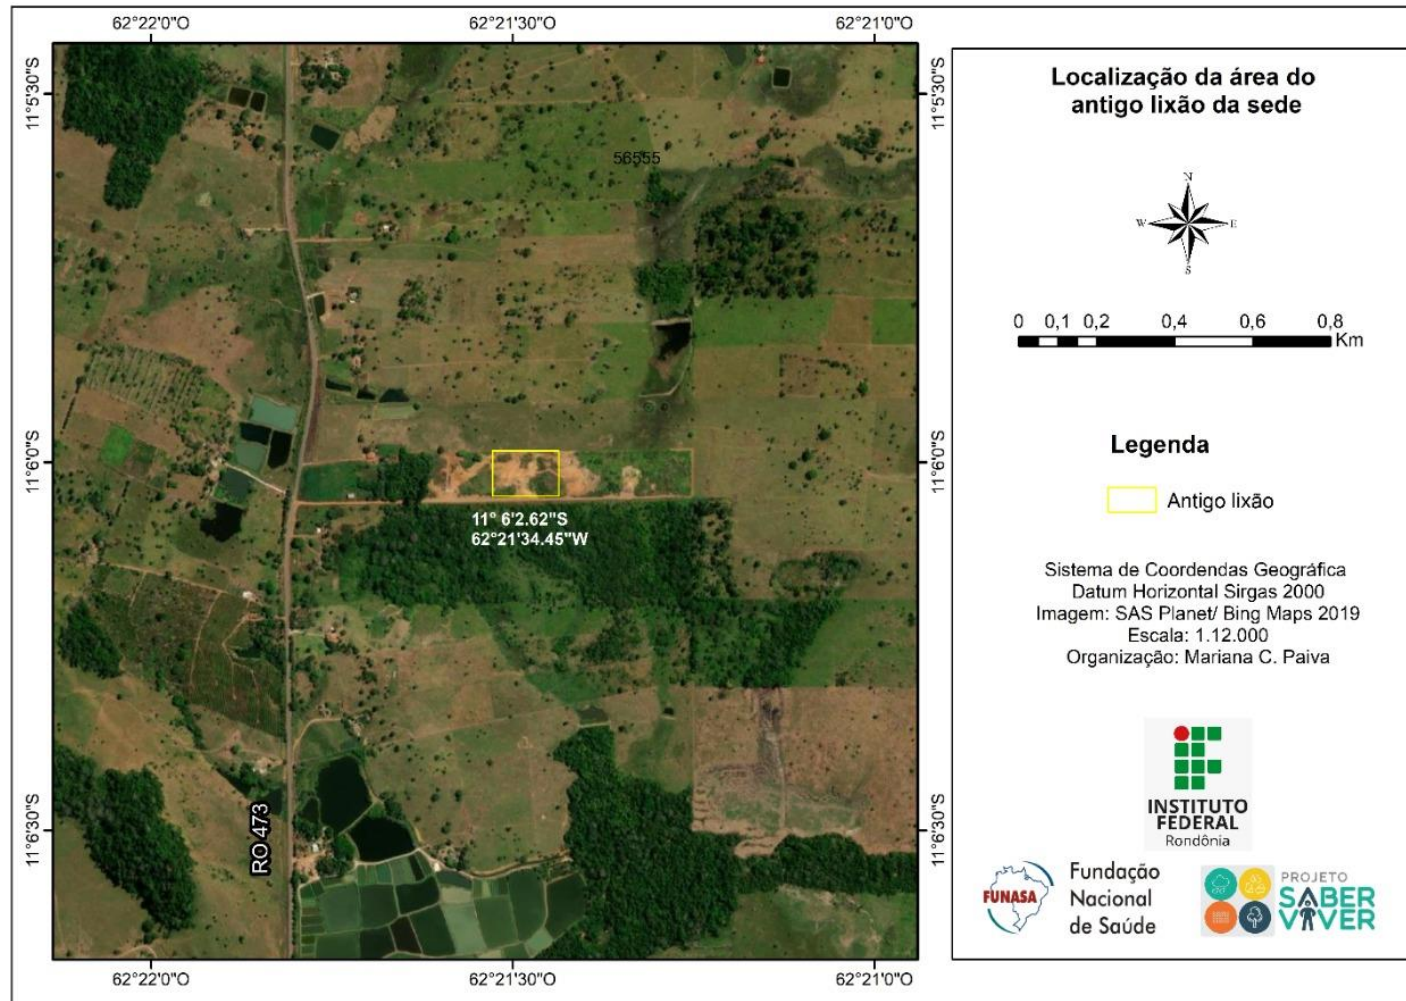 62°22'0"O
62°21'30"O
62°21'0"O
11°5'30"S
11°5'30"S
56555
11°6'0"S
11°6'0"S
11° 6'2.62"S
62°21'34.45"W
RO 473
11°6'30"S
11°6'30"S
62°22'0"O
62°21'30"O
62°21'0"O
Localização da área do
antigo lixão da sede
N
W E
S
0 0,1 0,2 0,4 0,6 0,8
Km
Legenda
Antigo lixão
Sistema de Coordendas Geográfica
Datum Horizontal Sirgas 2000
Imagem: SAS Planet/ Bing Maps 2019
Escala: 1.12.000
Organização: Mariana C. Paiva
INSTITUTO
FEDERAL
Rondônia
FUNASA
Fundação
Nacional
de Saúde
PROJETO
SABER
VIVER